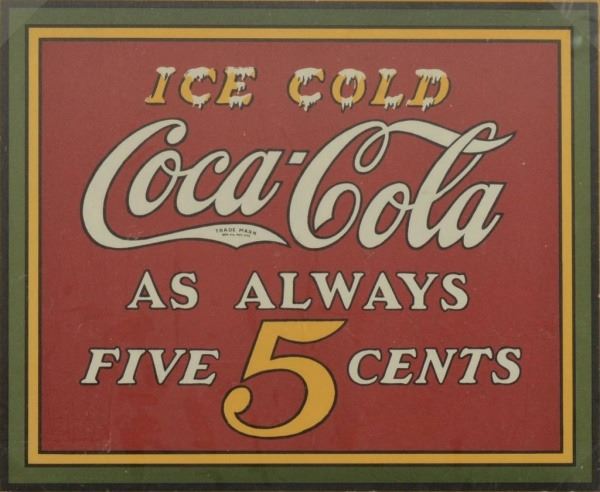 ICE COLD
Coca-Cola
TRADE MARK
AS ALWAYS
FIVE 5 CENTS